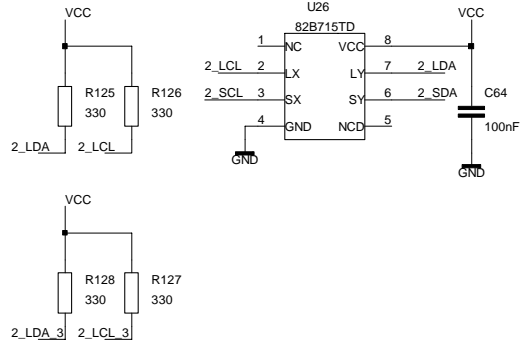 U26
VCC
82B715TD
VCC
1 NC VCC 8
2_LCL 2 LX LY 7 2_LDA
R125 R126
330 330
2_SCL 3 SX SY 6 2_SDA
C64
100nF
4 GND NCD 5
2_LDA 2_LCL
GND
GND
VCC
R128 R127
330 330
2_LDA_3 2_LCL_3